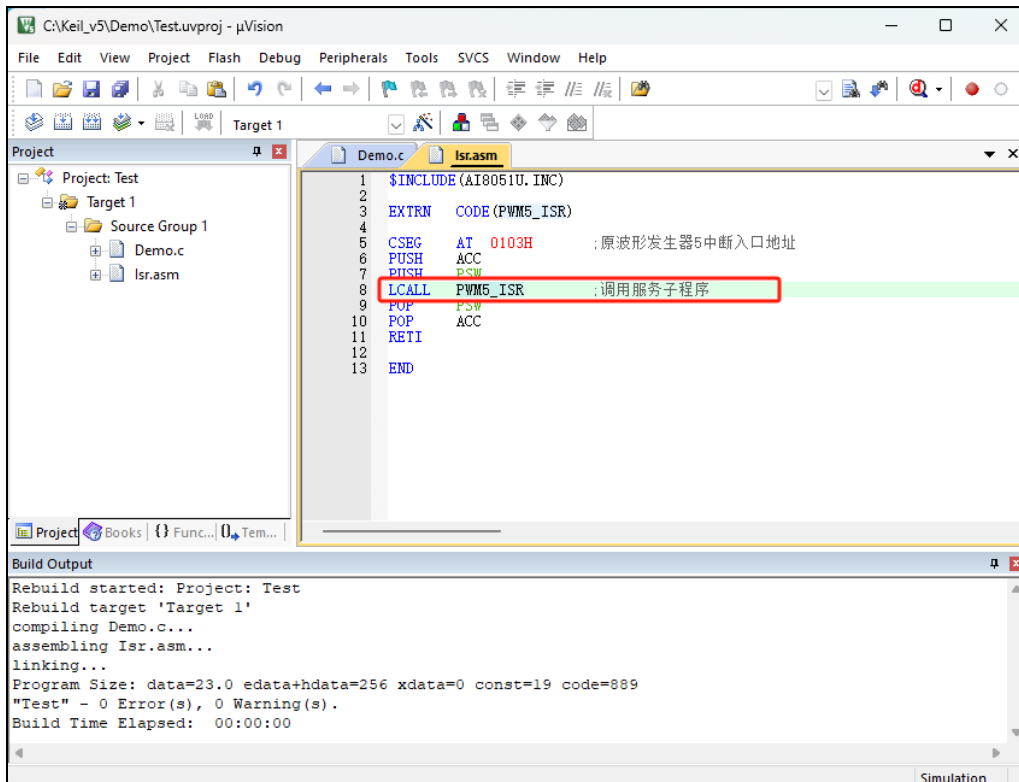 C:\Keil_v5\Demo\Test.uvproj - µVision
File Edit View Project Flash Debug Peripherals Tools SVCS Window Help
LOAD Target 1
Project
Demo.c Isr.asm
Project: Test
Target 1
Source Group 1
Demo.c
Isr.asm
1 $INCLUDE(AI8051U.INC)
2
3 EXTRN CODE(PWM5_ISR)
4
5 CSEG AT 0103H ;原波形发生器5中断入口地址
6 PUSH ACC
7 PUSH PSW
8 LCALL PWM5_ISR ;调用服务子程序
9 POP PSW
10 POP ACC
11 RETI
12
13 END
Project Books {} Func... Tem...
Build Output
Rebuild started: Project: Test
Rebuild target 'Target 1'
compiling Demo.c...
assembling Isr.asm...
linking...
Program Size: data=23.0 edata+hdata=256 xdata=0 const=19 code=889
"Test" - 0 Error(s), 0 Warning(s).
Build Time Elapsed: 00:00:00
Simulation